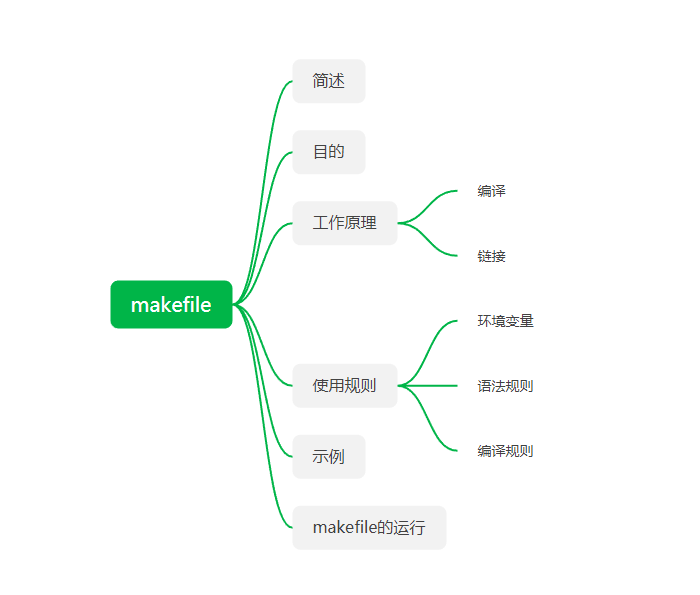 makefile
简述
目的
工作原理
编译
链接
使用规则
环境变量
语法规则
编译规则
示例
makefile的运行